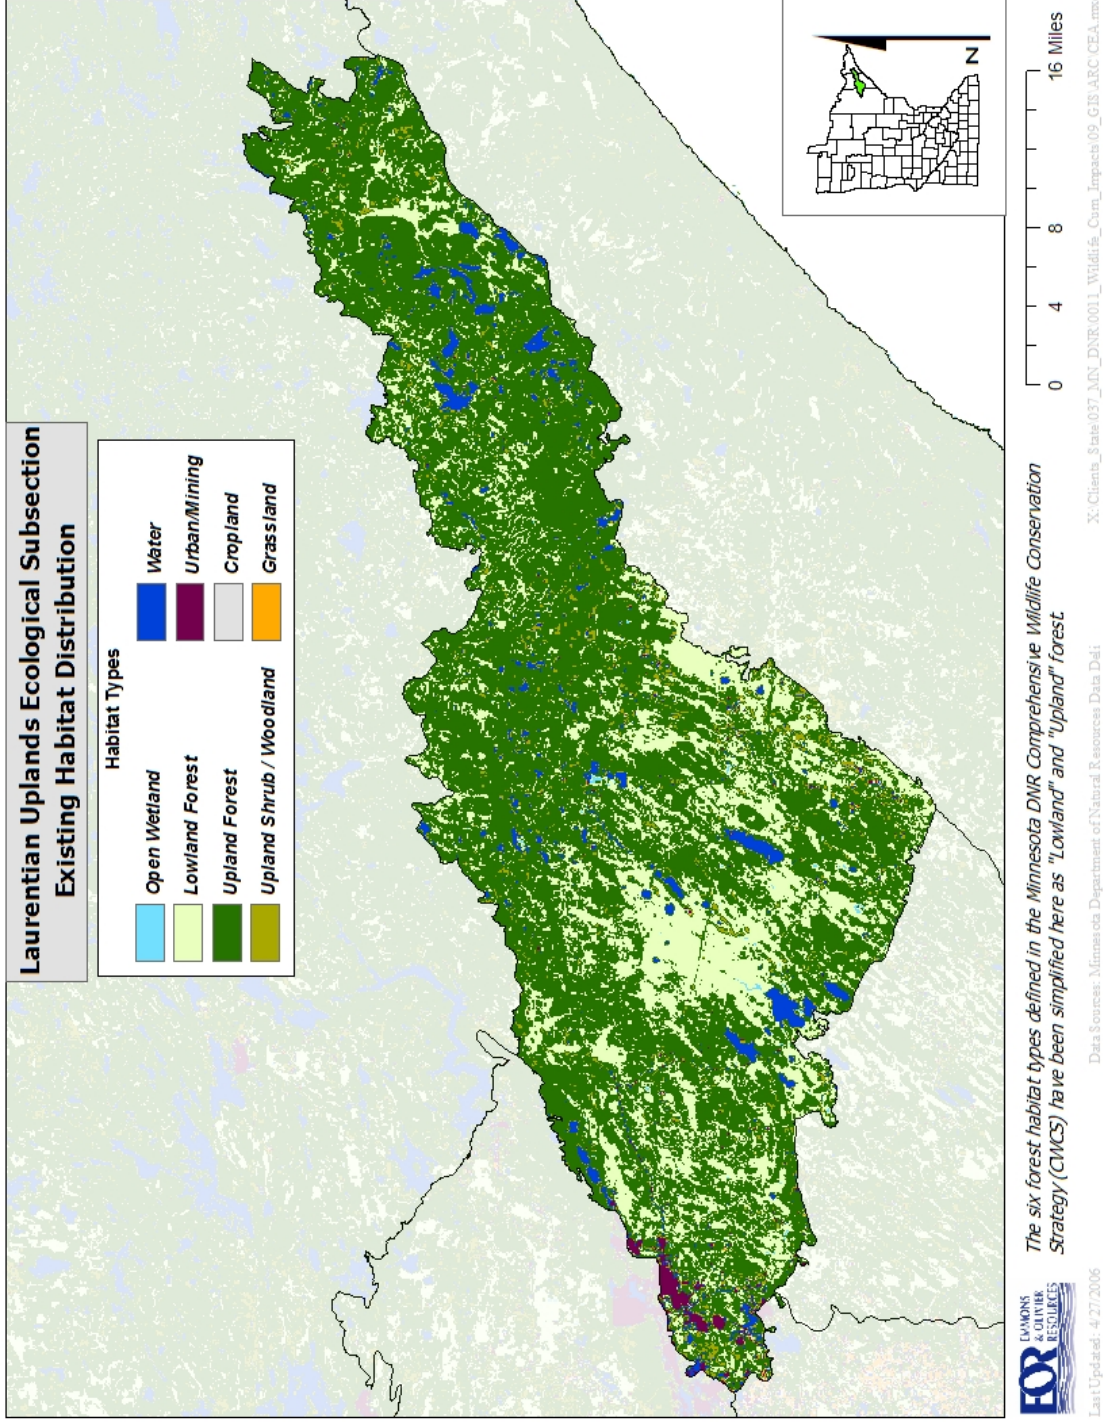 Laurentian Uplands Ecological Subsection
Existing Habitat Distribution
Habitat Types
Open Wetland
Lowland Forest
Upland Forest
Upland Shrub / Woodland
Water
Urban/Mining
Cropland
Grassland
N
0 4 8 16 Miles
EOR EMMONS
& OLIVIER
RESOURCES
The six forest habitat types defined in the Minnesota DNR Comprehensive Wildlife Conservation
Strategy (CWCS) have been simplified here as "Lowland" and "Upland" forest.
Last Updated: 4/27/2006
Data Sources: Minnesota Department of Natural Resources Data Deli